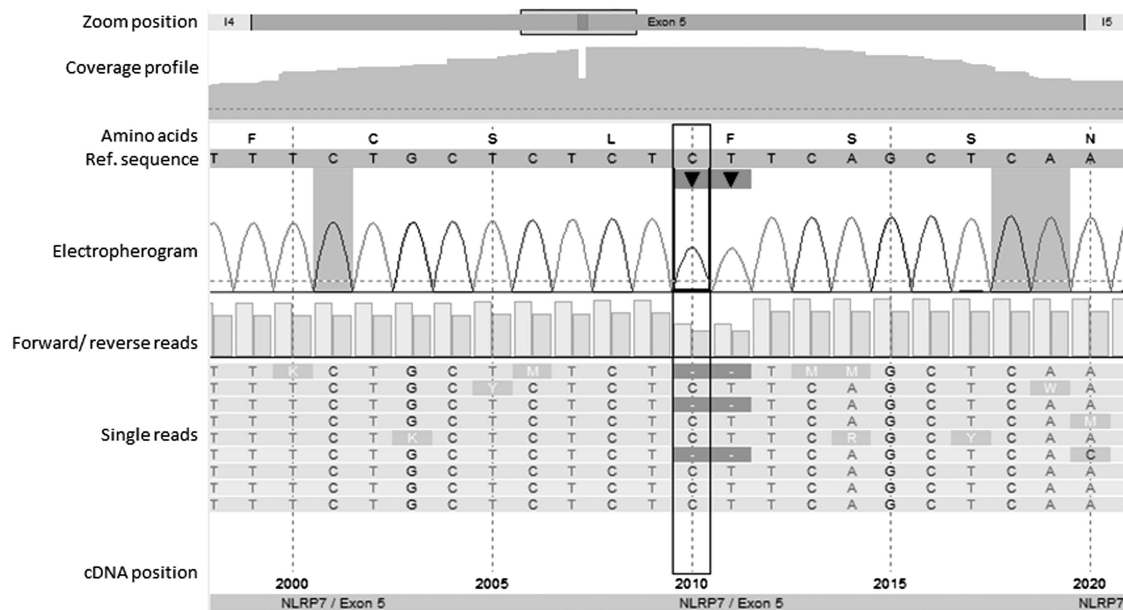 Zoom position I4 Exon 5 I5
Coverage profile
Amino acids F C S L F S S N
Ref. sequence T T T C T G C T C T C T C T T C A G C T C A A
Electropherogram
Forward/ reverse reads
T T K C T G C T M T C T - - T M M G C T C A A
T T T C T G C Y C T C T C T T C A G C T C W A
T T T C T G C T C T C T - - T C A G C T C A A
T T T C T G C T C T C T C T T C A G C T C A M
Single reads T T T C T K C T C T C T C T T C R G C Y C A A
T T T C T G C T C T C T - - T C A G C T C A C
T T T C T G C T C T C T C T T C A G C T C A A
T T T C T G C T C T C T C T T C A G C T C A A
T T T C T G C T C T C T C T T C A G C T C A A
cDNA position 2000 2005 2010 2015 2020
NLRP7 / Exon 5 NLRP7 / Exon 5 NLRP7